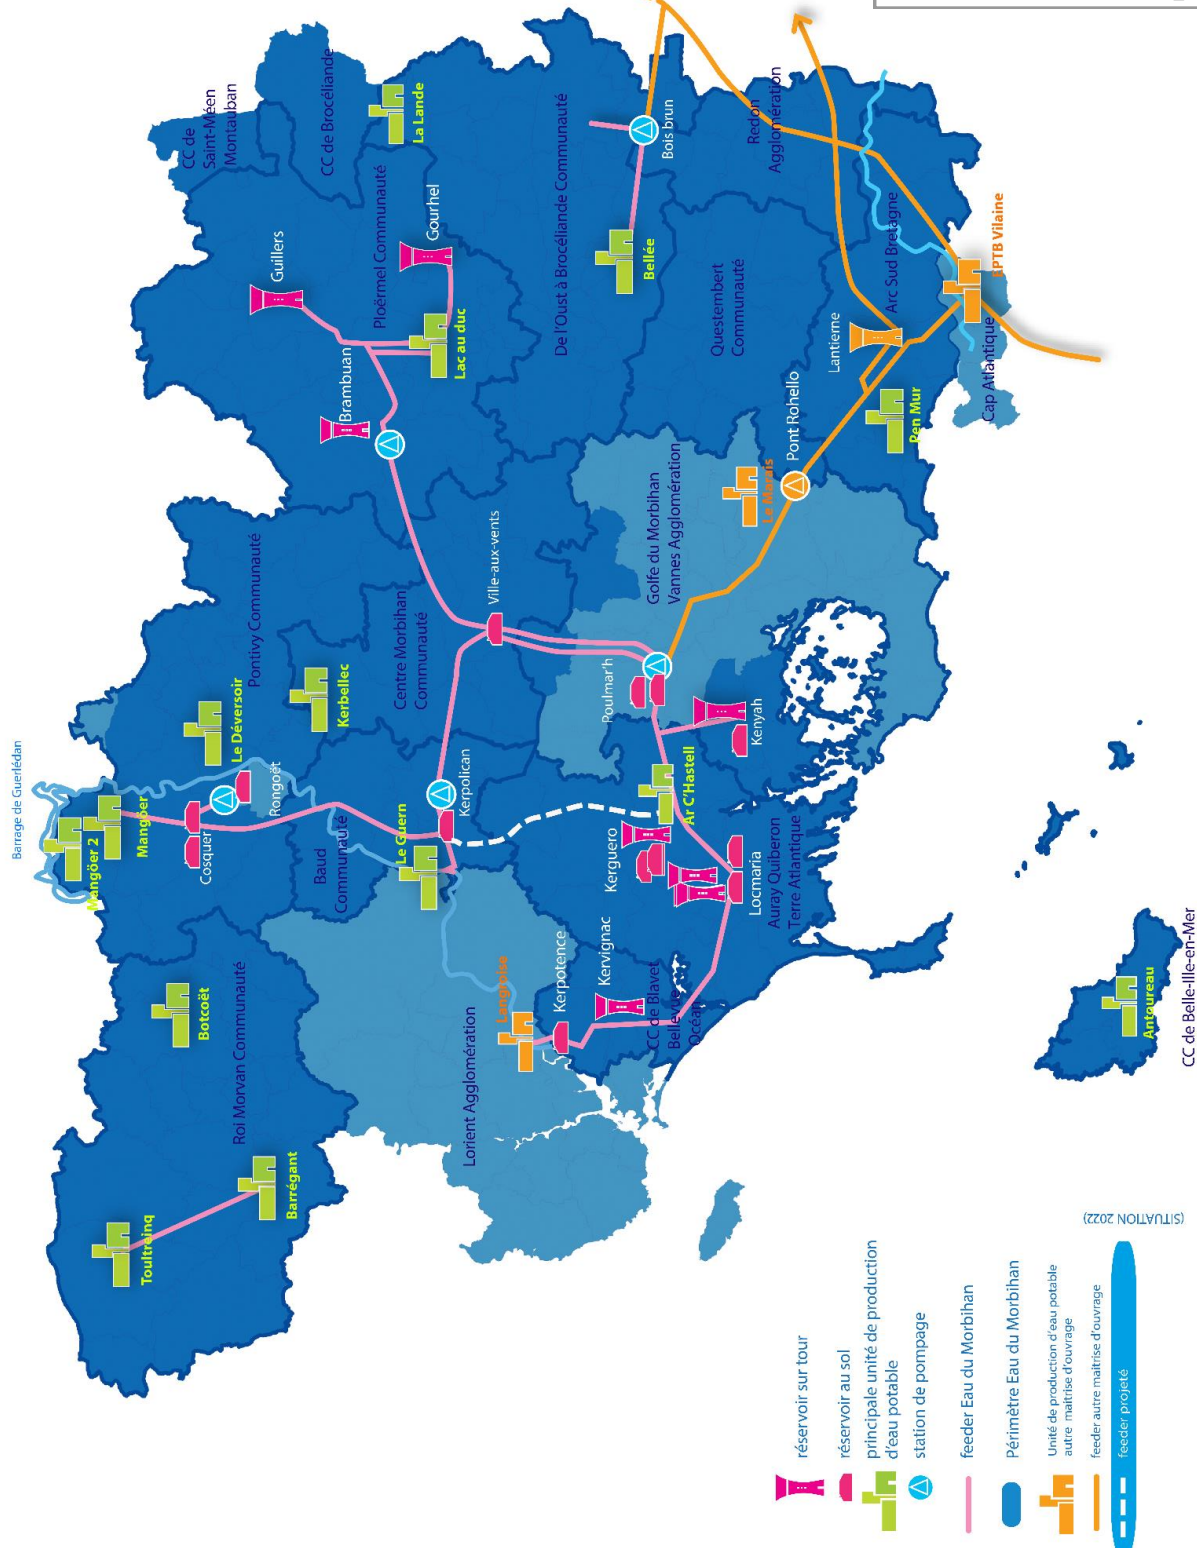 Barrage de Guerlédan
Mangöer 2
Mangöer
Cosquer
Rongoët
Le Déversoir
Pontivy Communauté
Kerbellec
Toultreinq
Barrégant
Roi Morvan Communauté
Botcoët
Baud
Communauté
Le Guern
Kerpolican
Centre Morbihan
Communauté
Ville-aux-vents
CC de
Saint-Méen
Montauban
CC de Brocéliande
La Lande
Guillers
Ploërmel Communauté
Gourhel
Lac au duc
Brambuan
De l'Oust à Brocéliande Communauté
Bellée
Bois brun
Redon
Agglomération
Questembert
Communauté
Arc Sud Bretagne
EPTB Vilaine
Cap Atlantique
Lantierne
Pen Mur
Pont Rohello
Le Marais
Golfe du Morbihan
Vannes Agglomération
Poulmar'h
Kenyah
Ar C'Hastell
Kerguero
Locmaria
Auray Quiberon
Terre Atlantique
Lorient Agglomération
Langroise
Kerpotence
Kervignac
CC de Blavet
Bellevue
Océan
Antoureau
CC de Belle-Ille-en-Mer
réservoir sur tour
réservoir au sol
principale unité de production
d'eau potable
station de pompage
feeder Eau du Morbihan
Périmètre Eau du Morbihan
Unité de production d'eau potable
autre maitrise d'ouvrage
feeder autre maitrise d'ouvrage
feeder projeté
(SITUATION 2022)